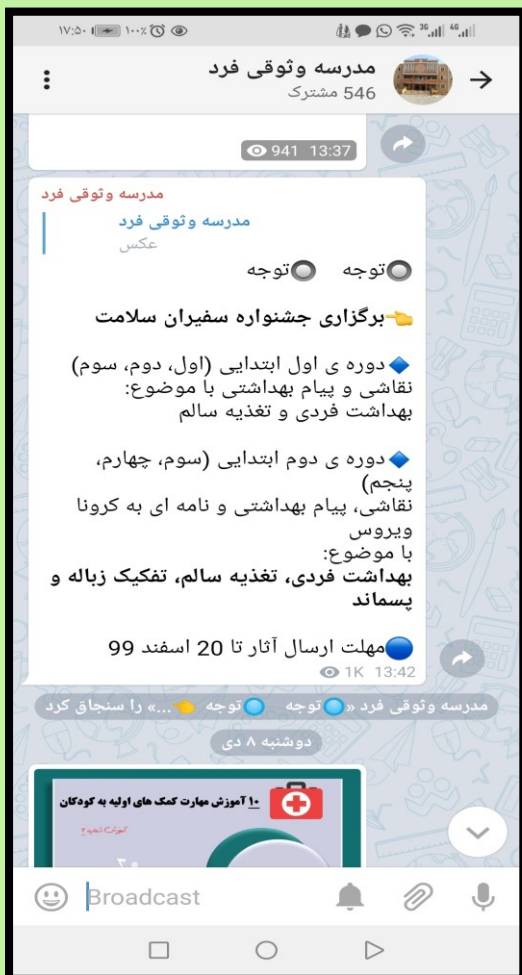 ۱۷:۵۰ ۱۰۰٪ 3G 4G
مدرسه وثوقی فرد
546 مشترک
941 13:37
مدرسه وثوقی فرد
مدرسه وثوقی فرد
عکس
توجه توجه
برگزاری جشنواره سفیران سلامت
دوره ی اول ابتدایی (اول، دوم، سوم)
نقاشی و پیام بهداشتی با موضوع:
بهداشت فردی و تغذیه سالم
دوره ی دوم ابتدایی (سوم، چهارم،
پنجم)
نقاشی، پیام بهداشتی و نامه ای به کرونا
ویروس
با موضوع:
بهداشت فردی، تغذیه سالم، تفکیک زباله و
پسماند
مهلت ارسال آثار تا 20 اسفند 99
1K 13:42
مدرسه وثوقی فرد «🔵توجه 🔵توجه 👈...» را سنجاق کرد
دوشنبه ۸ دی
۱۰ آموزش مهارت کمک های اولیه به کودکان
Broadcast